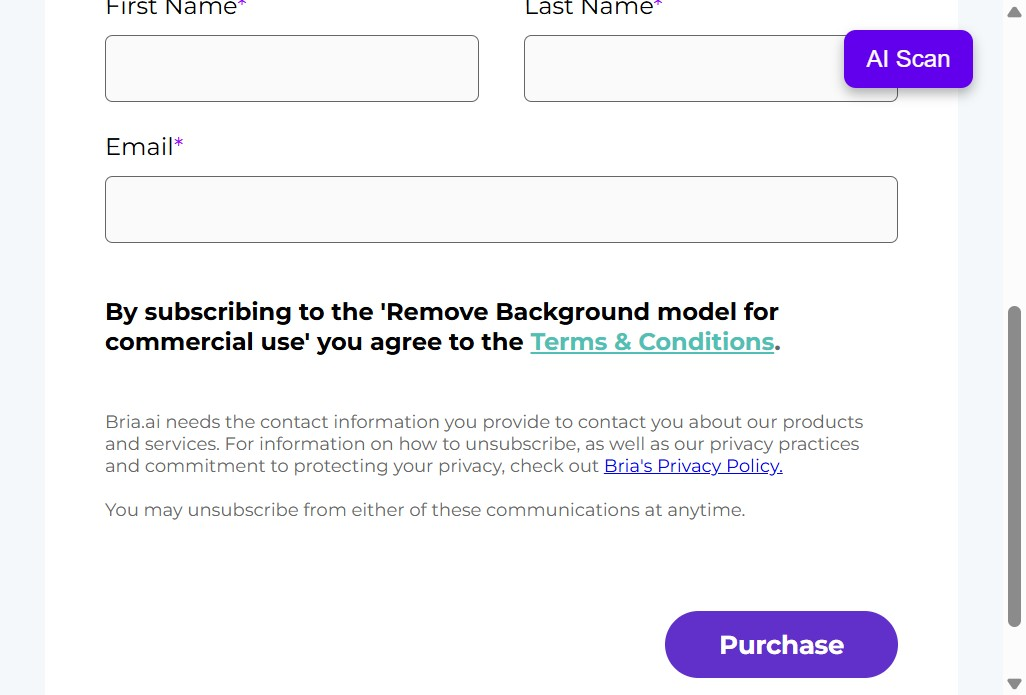 First Name* Last Name*
AI Scan
Email*
By subscribing to the 'Remove Background model for
commercial use' you agree to the Terms & Conditions.
Bria.ai needs the contact information you provide to contact you about our products
and services. For information on how to unsubscribe, as well as our privacy practices
and commitment to protecting your privacy, check out Bria's Privacy Policy.
You may unsubscribe from either of these communications at anytime.
Purchase